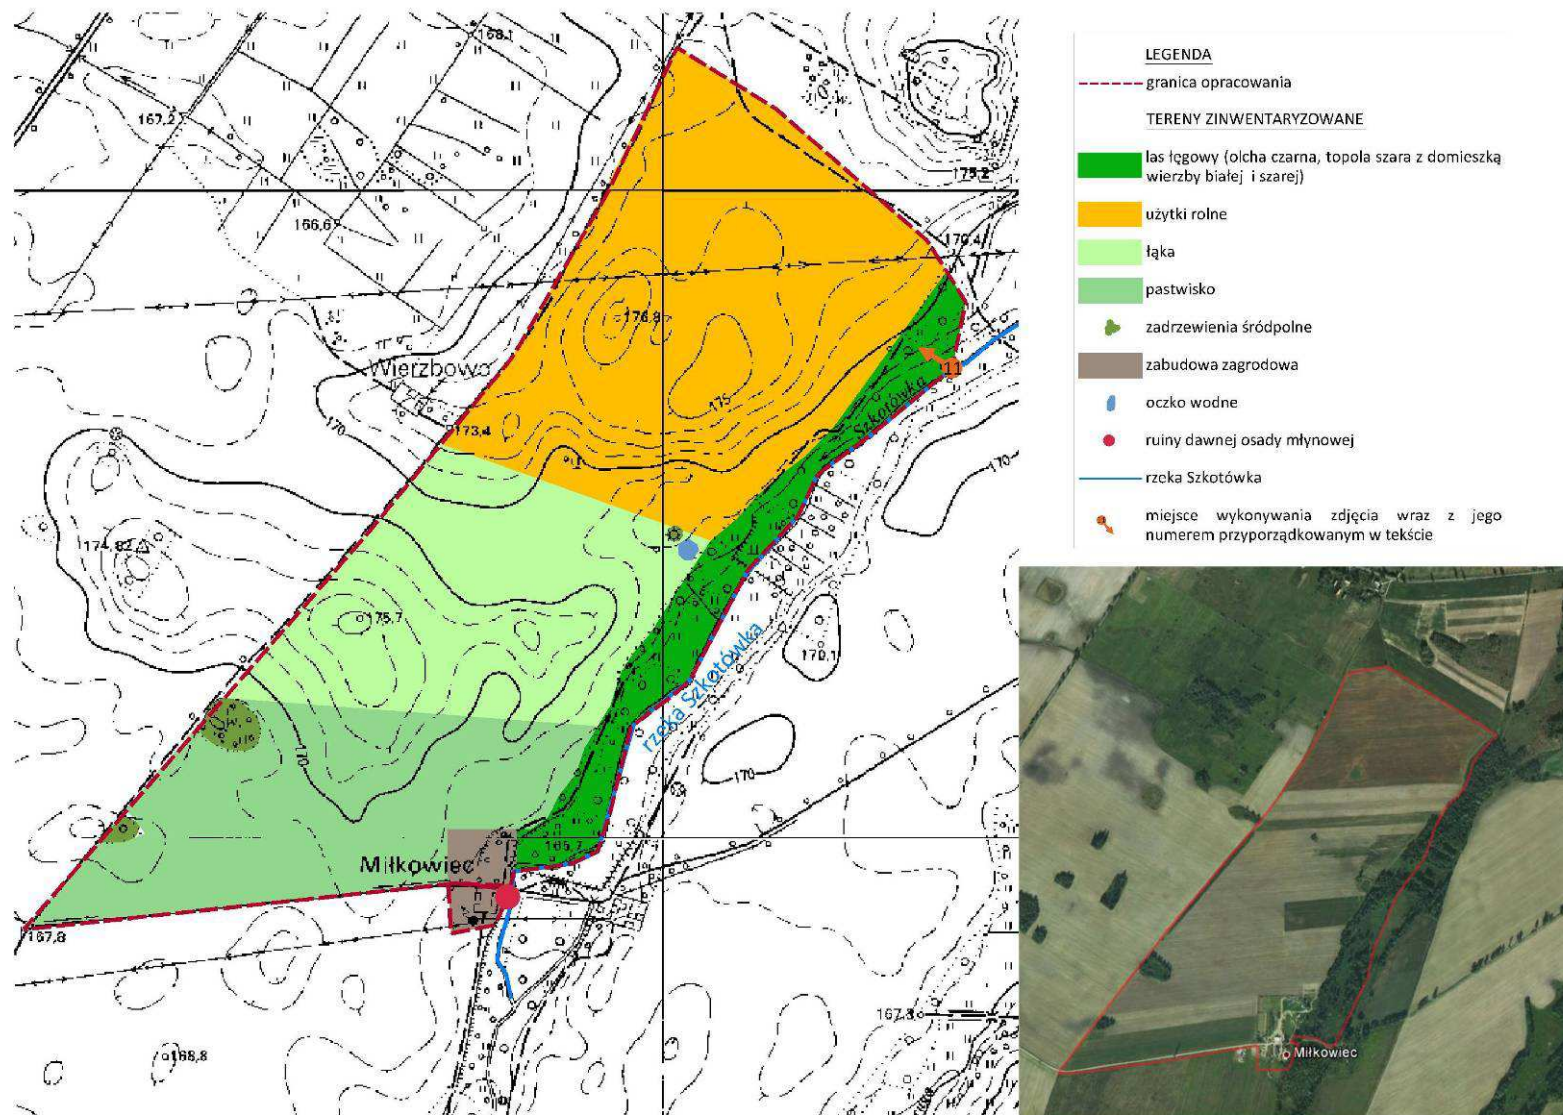 168,1
167,2
175,2
166,6
170,4
176,8
Wierzbowo
11
175
Szkotówka
170
173,4
170
174,82
175,7
170,1
rzeka Szkotówka
170
170
165,7
Miłkowiec
167,8
167,3
168,8
LEGENDA
granica opracowania
TERENY ZINWENTARYZOWANE
las łęgowy (olcha czarna, topola szara z domieszką
wierzby białej i szarej)
użytki rolne
łąka
pastwisko
zadrzewienia śródpolne
zabudowa zagrodowa
oczko wodne
ruiny dawnej osady młynowej
rzeka Szkotówka
miejsce wykonywania zdjęcia wraz z jego
numerem przyporządkowanym w tekście
Miłkowiec